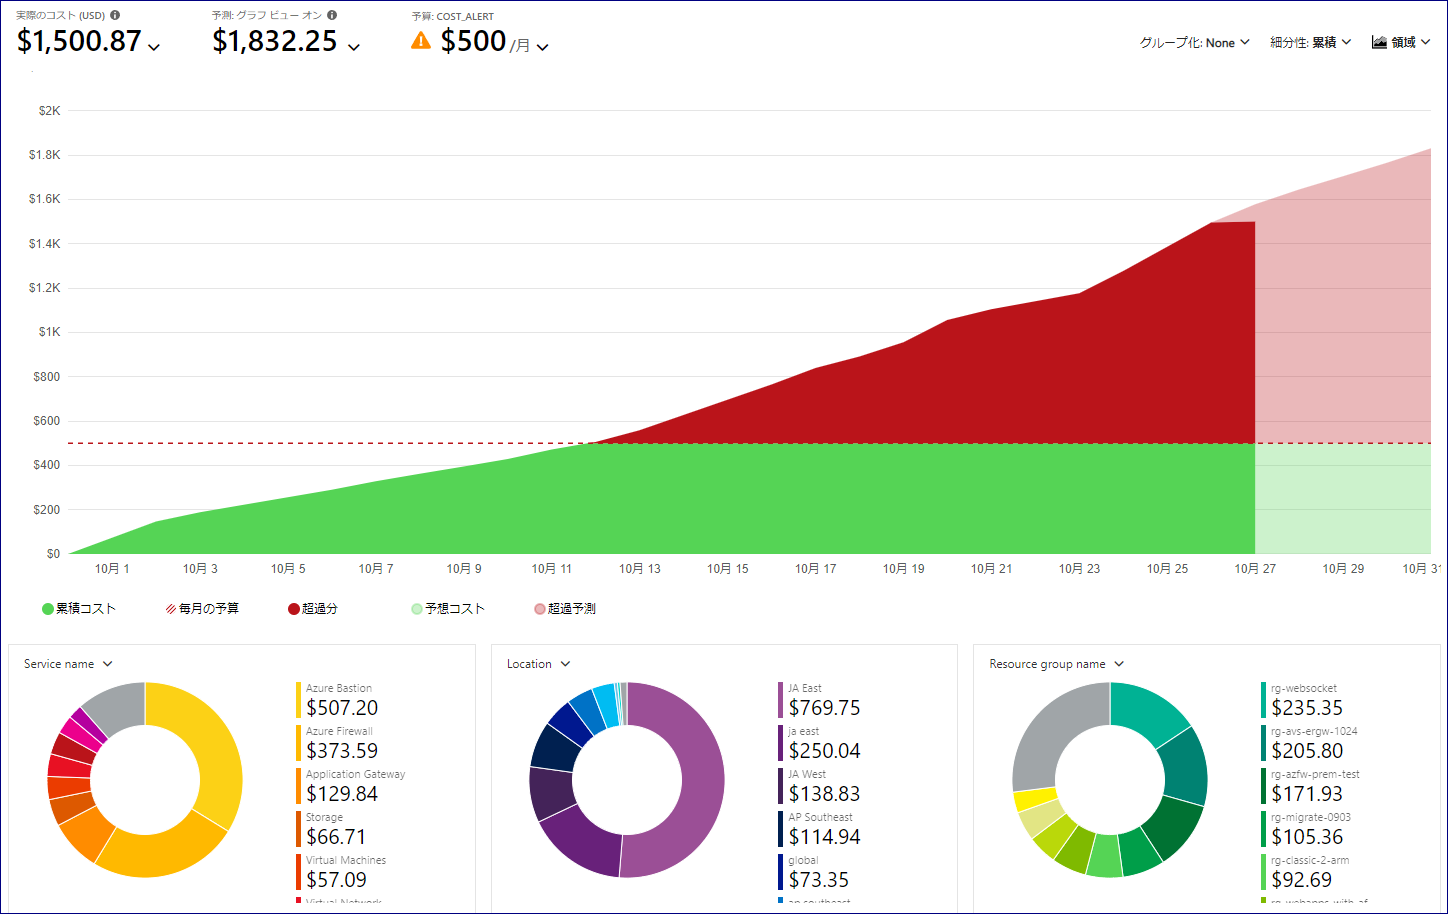 実際のコスト (USD)
$1,500.87
予測: グラフ ビュー オン
$1,832.25
予算: COST_ALERT
$500 /月
グループ化: None
細分性: 累積
領域
$2K
$1.8K
$1.6K
$1.4K
$1.2K
$1K
$800
$600
$400
$200
$0
10月 1
10月 3
10月 5
10月 7
10月 9
10月 11
10月 13
10月 15
10月 17
10月 19
10月 21
10月 23
10月 25
10月 27
10月 29
10月 31
累積コスト
毎月の予算
超過分
予想コスト
超過予測
Service name
Azure Bastion
$507.20
Azure Firewall
$373.59
Application Gateway
$129.84
Storage
$66.71
Virtual Machines
$57.09
Virtual Network
Location
JA East
$769.75
ja east
$250.04
JA West
$138.83
AP Southeast
$114.94
global
$73.35
ap southeast
Resource group name
rg-websocket
$235.35
rg-avs-ergw-1024
$205.80
rg-azfw-prem-test
$171.93
rg-migrate-0903
$105.36
rg-classic-2-arm
$92.69
rg-webapps-with-af